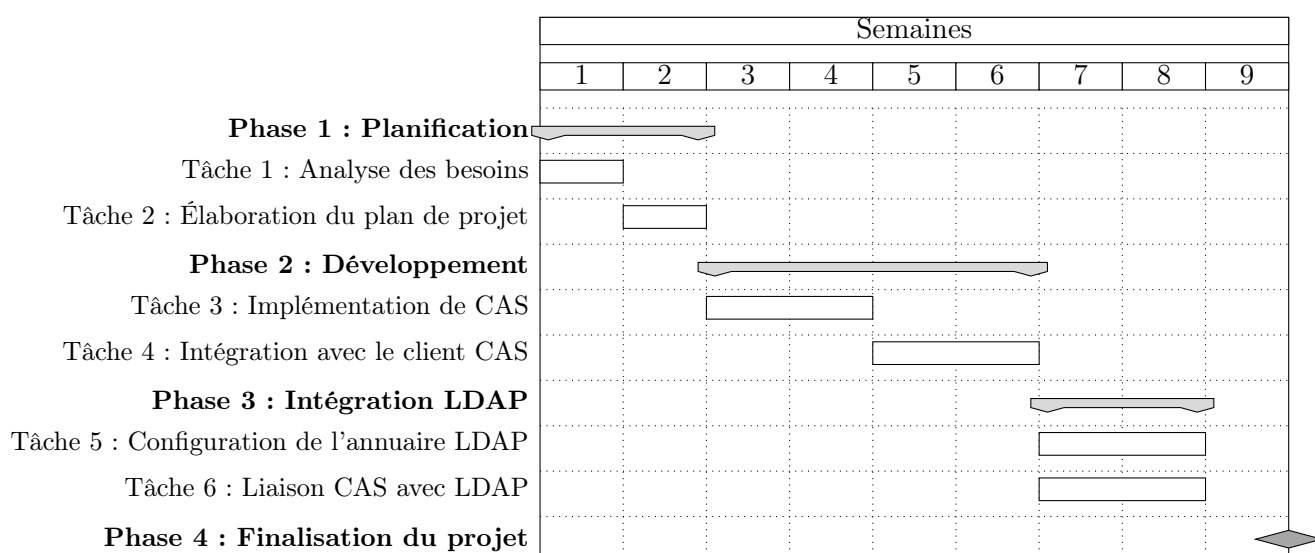 Semaines
1 2 3 4 5 6 7 8 9
Phase 1 : Planification
Tâche 1 : Analyse des besoins
Tâche 2 : Élaboration du plan de projet
Phase 2 : Développement
Tâche 3 : Implémentation de CAS
Tâche 4 : Intégration avec le client CAS
Phase 3 : Intégration LDAP
Tâche 5 : Configuration de l'annuaire LDAP
Tâche 6 : Liaison CAS avec LDAP
Phase 4 : Finalisation du projet